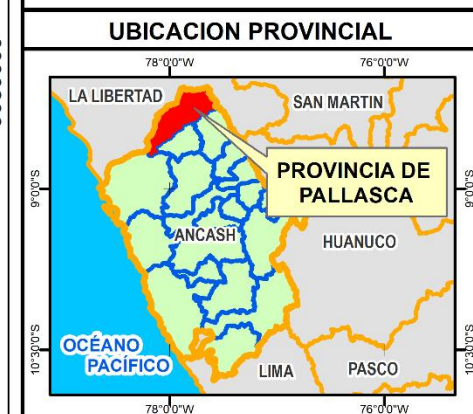 UBICACION PROVINCIAL
78°0'0"W
76°0'0"W
LA LIBERTAD
SAN MARTIN
PROVINCIA DE
PALLASCA
9°0'0"S
9°0'0"S
ANCASH
HUANUCO
OCÉANO
PACÍFICO
LIMA
PASCO
10°30'0"S
10°30'0"S
78°0'0"W
76°0'0"W